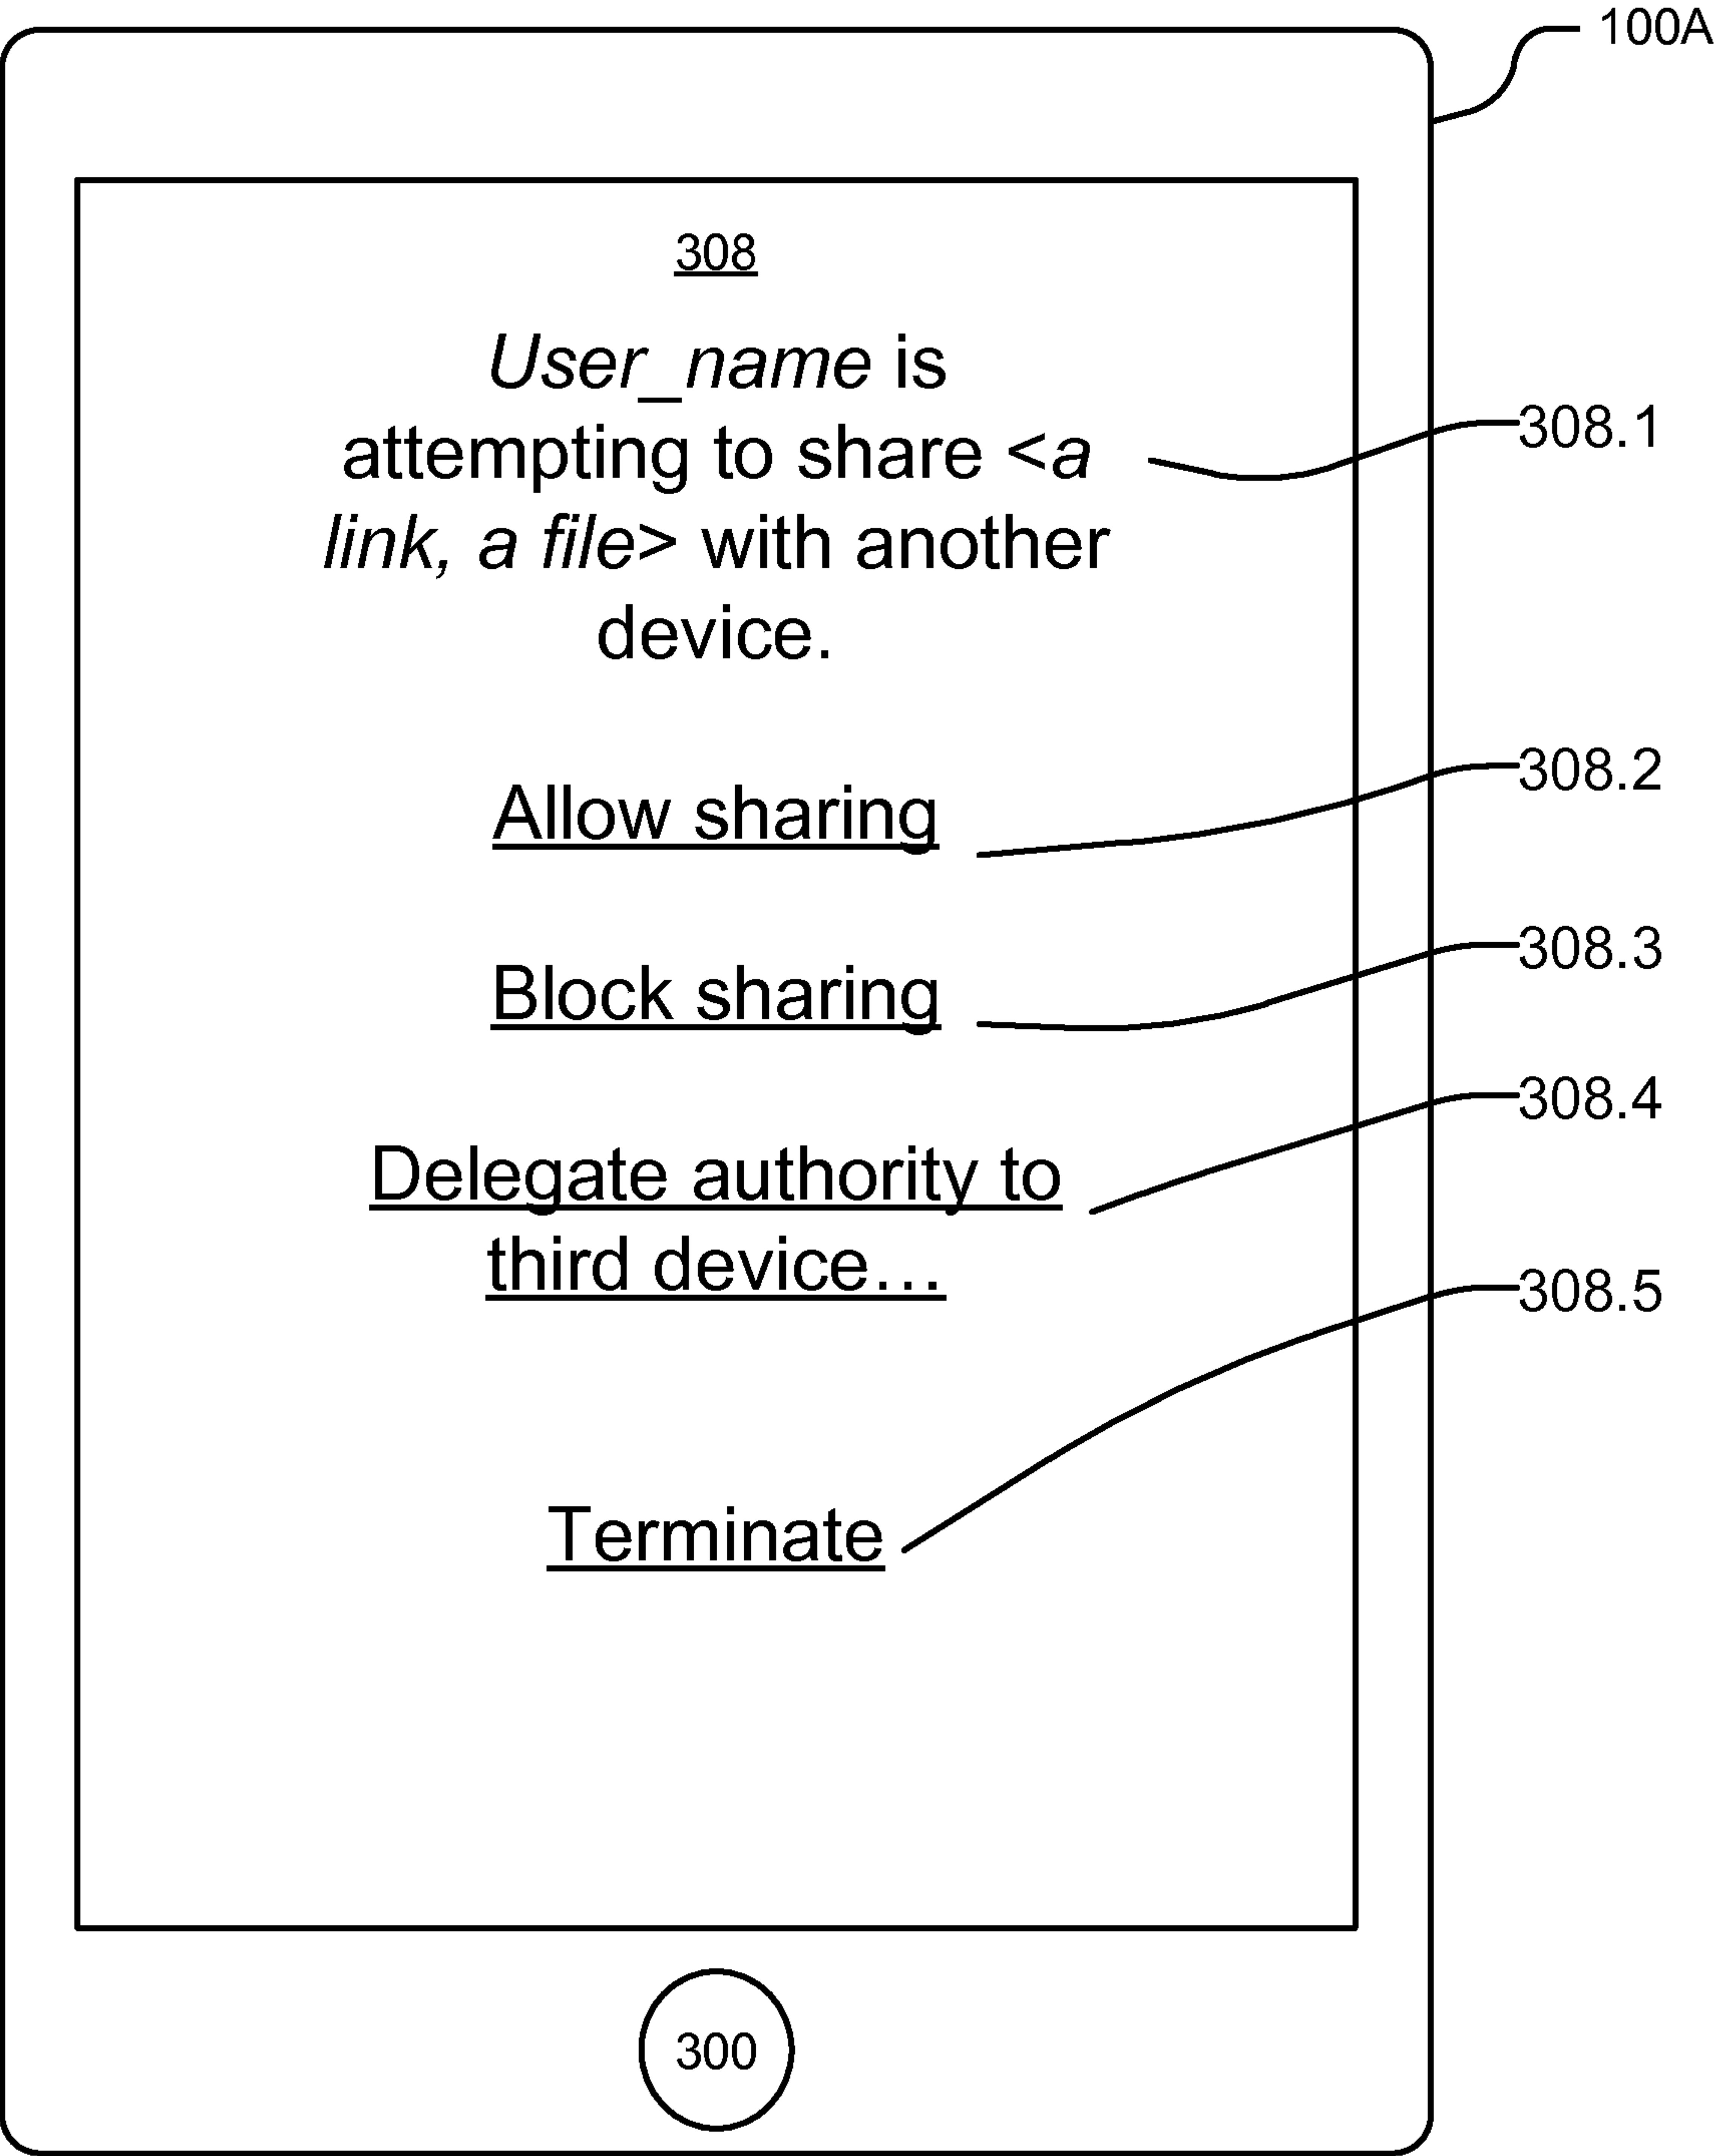 100A
308
User_name is
attempting to share <a
link, a file> with another
device.
308.1
Allow sharing
308.2
Block sharing
308.3
Delegate authority to
third device...
308.4
Terminate
308.5
300